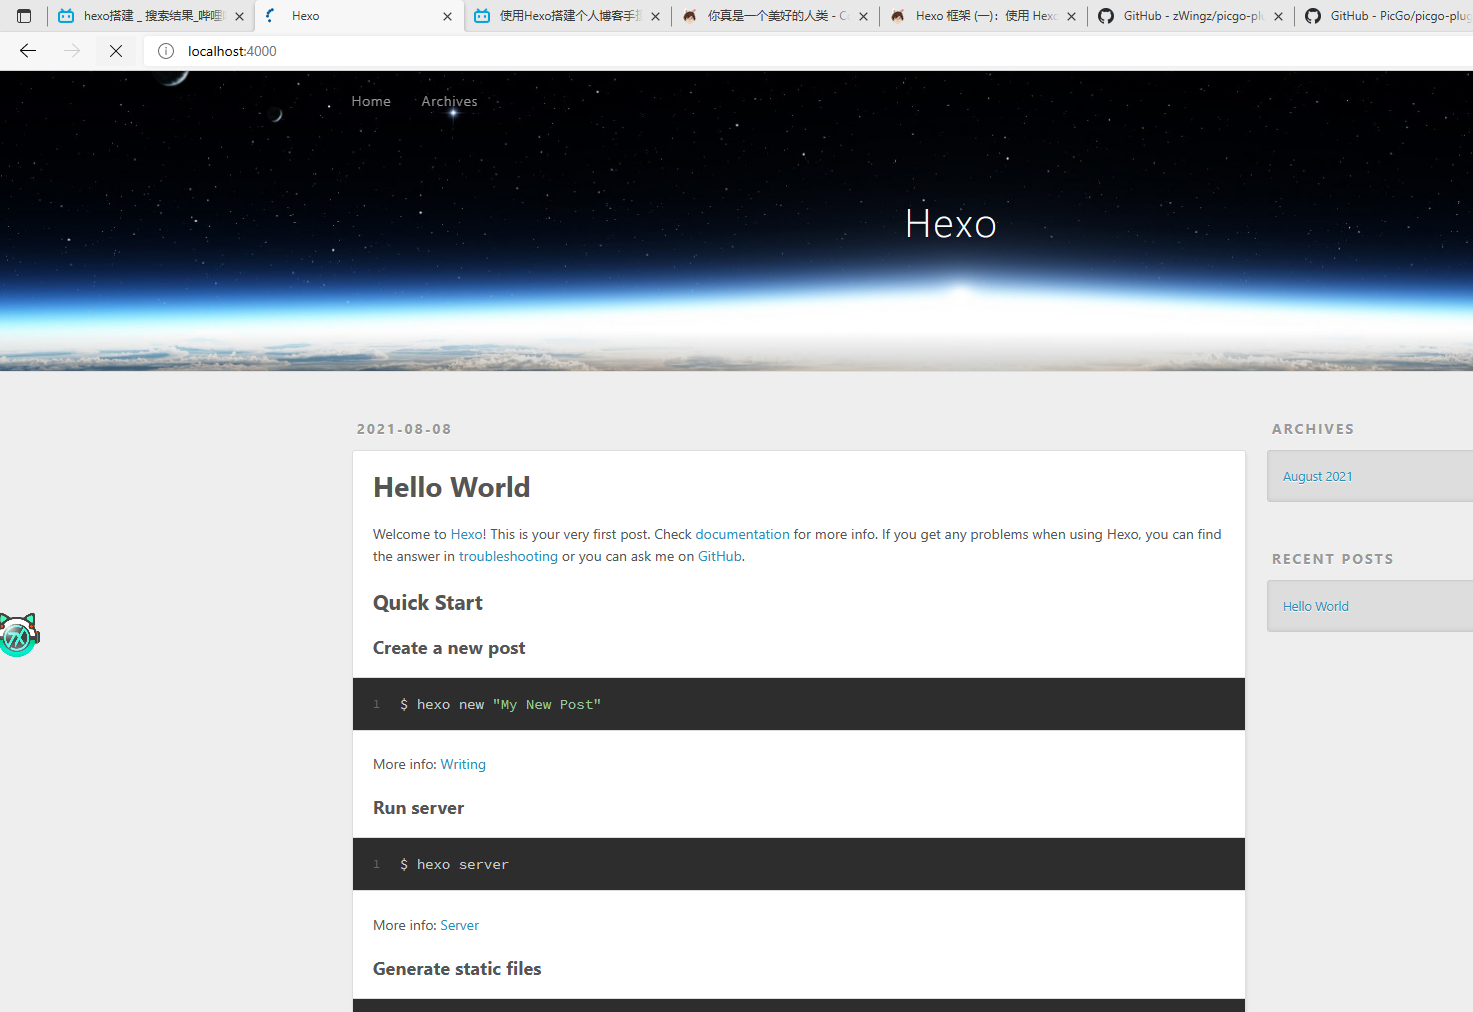 hexo搭建 _ 搜索结果_哔哩
Hexo
使用Hexo搭建个人博客手
你真是一个美好的人类 - C
Hexo 框架 (一)：使用 Hexo
GitHub - zWingz/picgo-pl
GitHub - PicGo/picgo-plug
localhost:4000
Home
Archives
Hexo
2021-08-08
ARCHIVES
August 2021
RECENT POSTS
Hello World
Hello World
Welcome to Hexo! This is your very first post. Check documentation for more info. If you get any problems when using Hexo, you can find
the answer in troubleshooting or you can ask me on GitHub.
Quick Start
Create a new post
1 $ hexo new "My New Post"
More info: Writing
Run server
1 $ hexo server
More info: Server
Generate static files